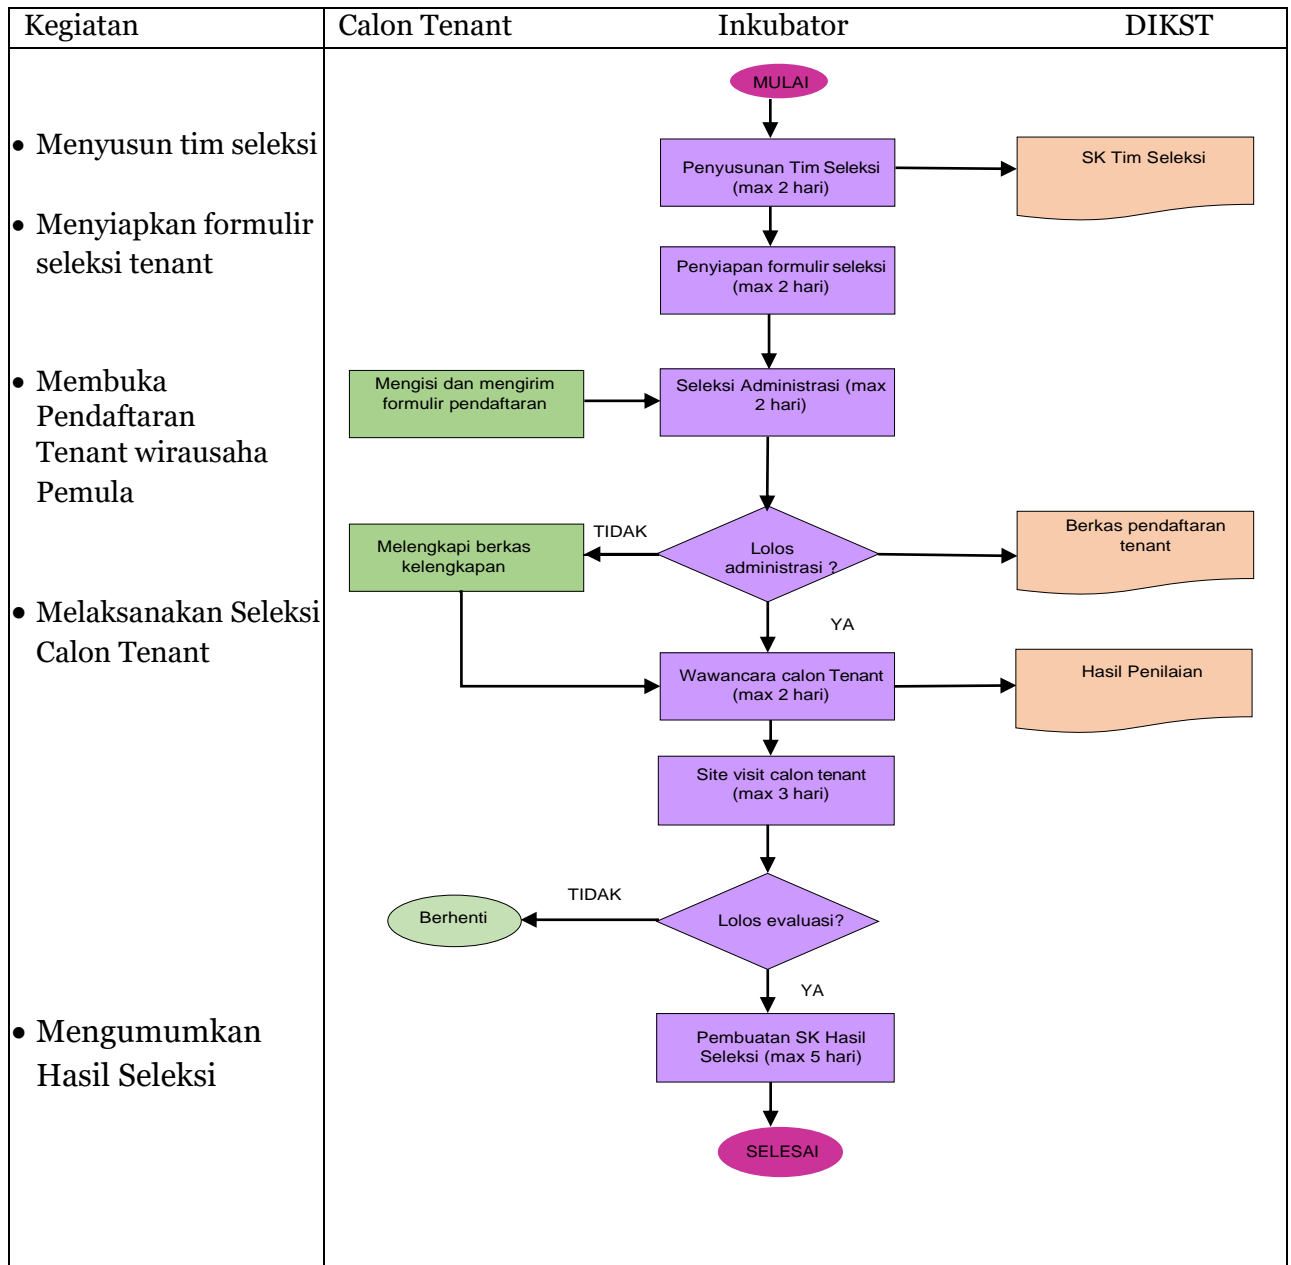 Kegiatan
Calon Tenant
Inkubator
DIKST
MULAI
• Menyusun tim seleksi
Penyusunan Tim Seleksi
(max 2 hari)
SK Tim Seleksi
• Menyiapkan formulir
seleksi tenant
Penyiapan formulir seleksi
(max 2 hari)
• Membuka
Pendaftaran
Tenant wirausaha
Pemula
Mengisi dan mengirim
formulir pendaftaran
Seleksi Administrasi (max
2 hari)
TIDAK
Melengkapi berkas
kelengkapan
Lolos
administrasi ?
Berkas pendaftaran
tenant
YA
• Melaksanakan Seleksi
Calon Tenant
Wawancara calon Tenant
(max 2 hari)
Hasil Penilaian
Site visit calon tenant
(max 3 hari)
TIDAK
Berhenti
Lolos evaluasi?
YA
• Mengumumkan
Hasil Seleksi
Pembuatan SK Hasil
Seleksi (max 5 hari)
SELESAI